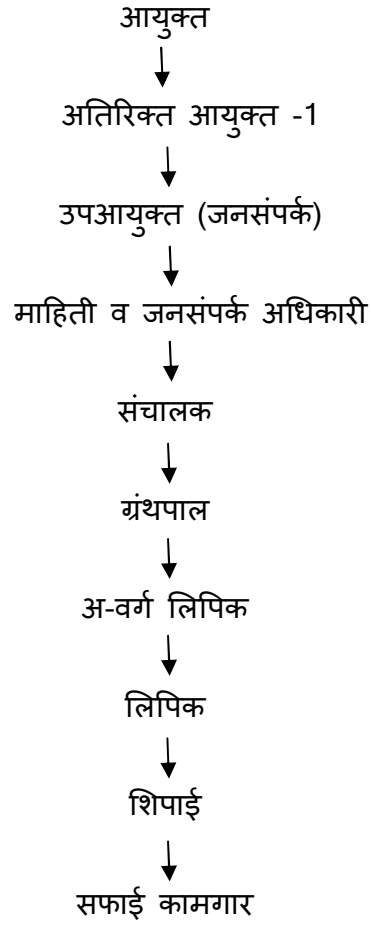 आयुक्त
अतिरिक्त आयुक्त -1
उपआयुक्त (जनसंपर्क)
माहिती व जनसंपर्क अधिकारी
संचालक
ग्रंथपाल
अ-वर्ग लिपिक
लिपिक
शिपाई
सफाई कामगार